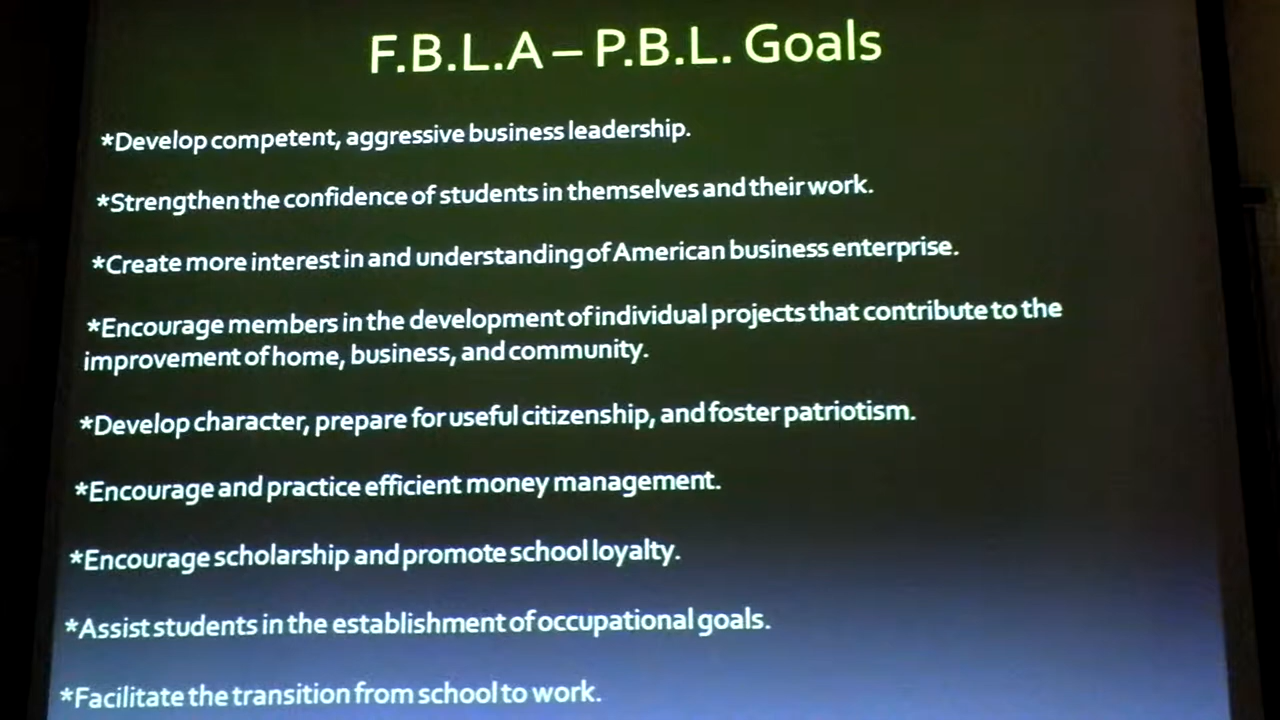 F.B.L.A – P.B.L. Goals
*Develop competent, aggressive business leadership.
*Strengthen the confidence of students in themselves and their work.
*Create more interest in and understanding of American business enterprise.
*Encourage members in the development of individual projects that contribute to the
improvement of home, business, and community.
*Develop character, prepare for useful citizenship, and foster patriotism.
*Encourage and practice efficient money management.
*Encourage scholarship and promote school loyalty.
*Assist students in the establishment of occupational goals.
*Facilitate the transition from school to work.